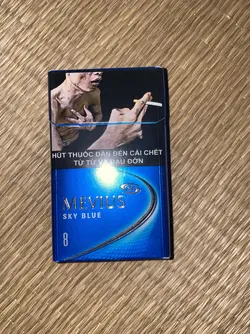 HÚT THUỐC DẪN ĐẾN CÁI CHẾT
TỪ TỪ VÀ ĐAU ĐỚN
MEVIUS
SKY BLUE
8